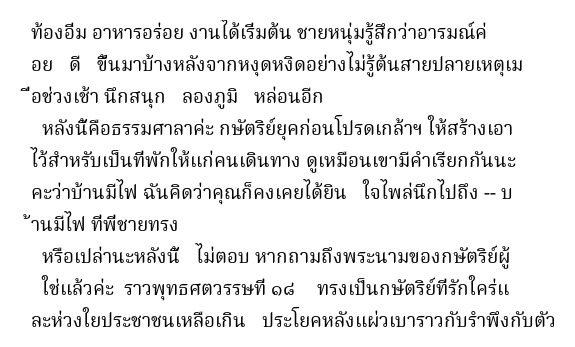 ท้องอิ่ม อาหารอร่อย งานได้เริ่มต้น ชายหนุ่มรู้สึกว่าอารมณ์ค่
อย ดี ขึ้นมาบ้างหลังจากหงุดหงิดอย่างไม่รู้ต้นสายปลายเหตุเม
ื่อช่วงเช้า นึกสนุก ลองภูมิ หล่อนอีก
หลังนี้คือธรรมศาลาค่ะ กษัตริย์ยุคก่อนโปรดเกล้าฯ ให้สร้างเอา
ไว้สำหรับเป็นที่พักให้แก่คนเดินทาง ดูเหมือนเขามีคำเรียกกันนะ
คะว่าบ้านมีไฟ ฉันคิดว่าคุณก็คงเคยได้ยิน ใจไพล่นึกไปถึง -- บ
้านมีไฟ ที่พี่ชายทรง
หรือเปล่านะหลังนี้ ไม่ตอบ หากถามถึงพระนามของกษัตริย์ผู้
ใช่แล้วค่ะ ราวพุทธศตวรรษที่ ๑๘ ทรงเป็นกษัตริย์ที่รักใคร่แ
ละห่วงใยประชาชนเหลือเกิน ประโยคหลังแผ่วเบาราวกับรำพึงกับตัว